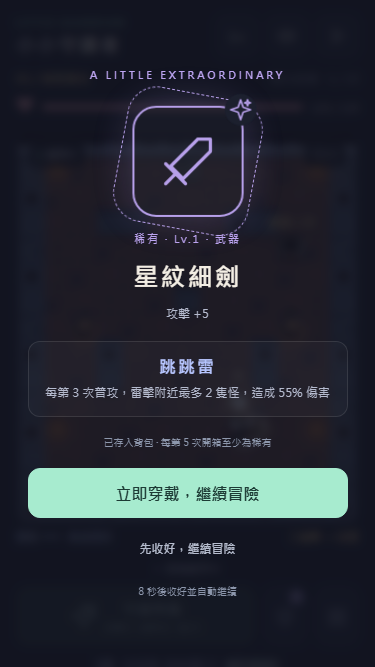 A LITTLE EXTRAORDINARY
稀有 · Lv.1 · 武器
星紋細劍
攻擊 +5
跳跳雷
每第 3 次普攻，雷擊附近最多 2 隻怪，造成 55% 傷害
已存入背包 · 每第 5 次開箱至少為稀有
立即穿戴，繼續冒險
先收好，繼續冒險
8 秒後收好並自動繼續